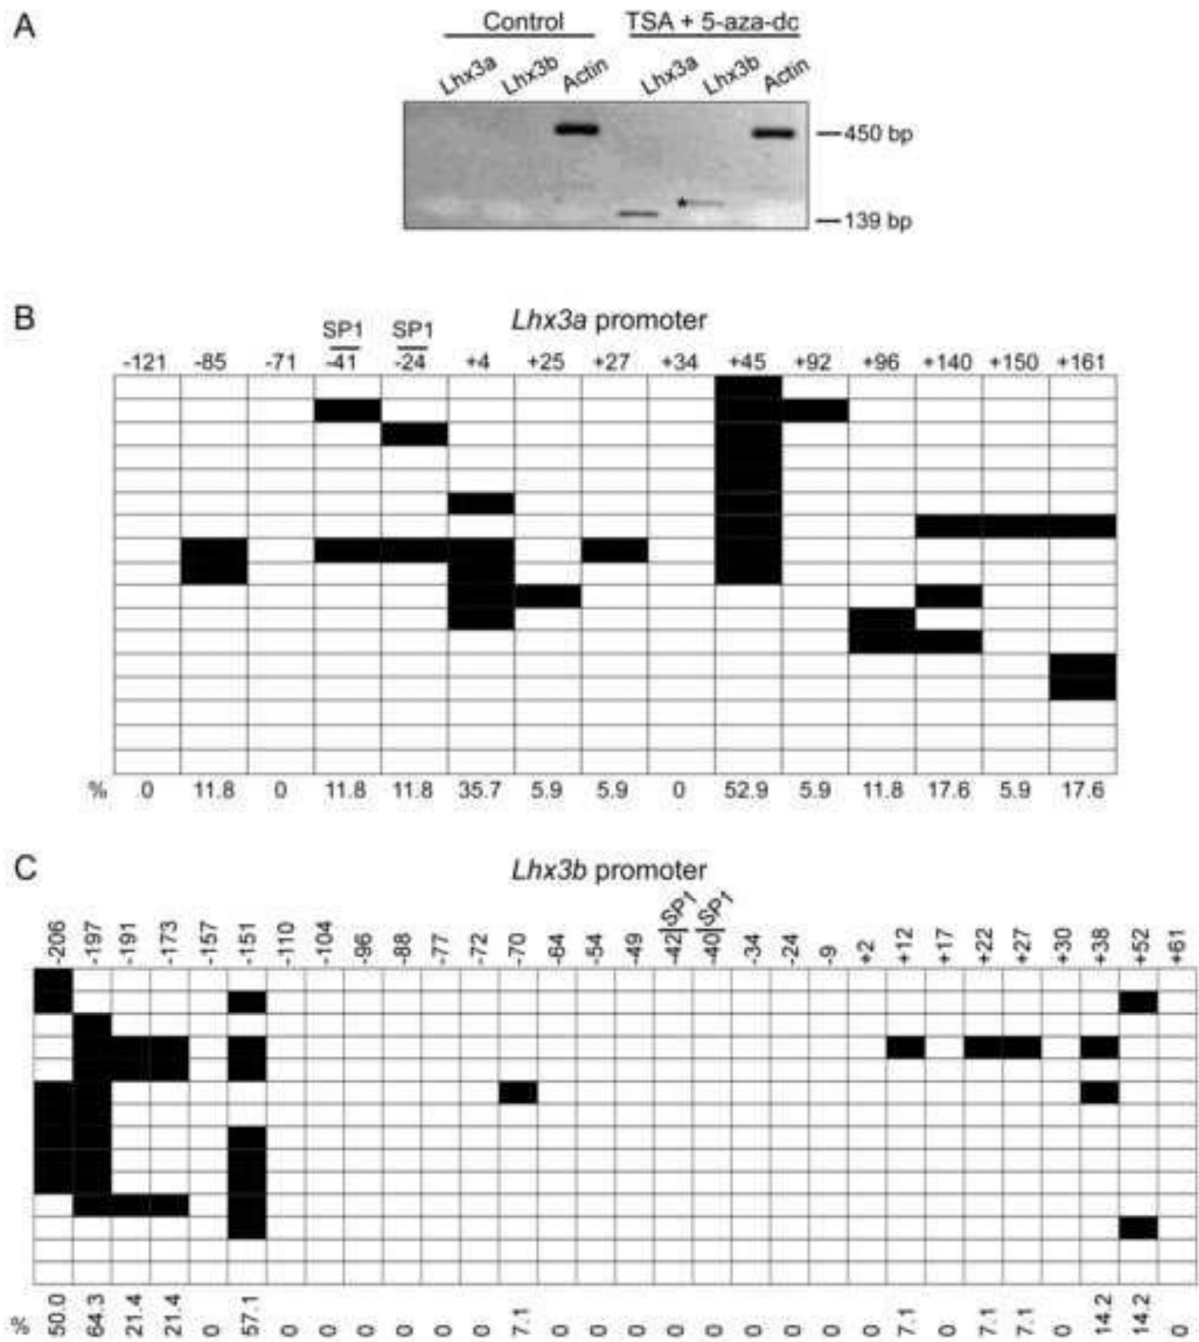 A
Control TSA + 5-aza-dc
Lhx3a Lhx3b Actin Lhx3a Lhx3b Actin
450 bp
*
139 bp
B
Lhx3a promoter
SP1 SP1
-121 -85 -71 -41 -24 +4 +25 +27 +34 +45 +92 +96 +140 +150 +161
% 0 11.8 0 11.8 11.8 35.7 5.9 5.9 0 52.9 5.9 11.8 17.6 5.9 17.6
C
Lhx3b promoter
SP1 SP1
-206 -197 -191 -173 -157 -151 -110 -104 -96 -88 -77 -72 -70 -64 -54 -49 -42 -40 -34 -24 -9 +2 +12 +17 +22 +27 +30 +38 +52 +61
% 50.0 64.3 21.4 21.4 0 57.1 0 0 0 0 0 0 7.1 0 0 0 0 0 0 0 0 0 7.1 0 7.1 7.1 0 14.2 14.2 0